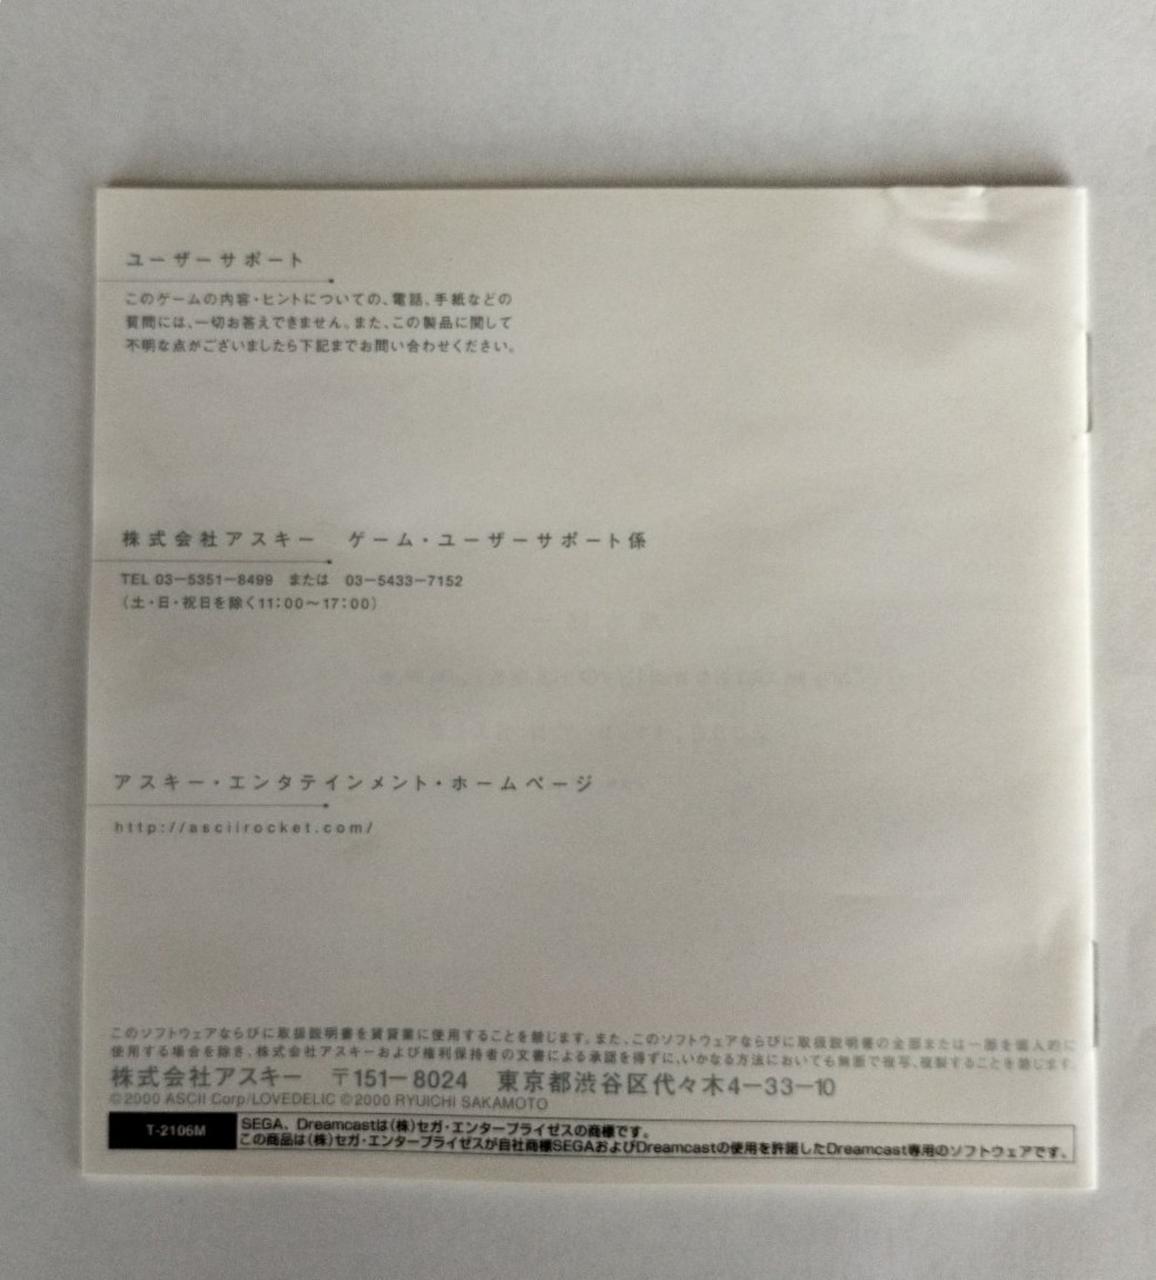 ユーザーサポート
このゲームの内容・ヒントについての、電話、手紙などの
質問には、一切お答えできません。また、この製品に関して
不明な点がございましたら下記までお問い合わせください。
株式会社アスキー　ゲーム・ユーザーサポート係
TEL 03−5351−8499　または　03−5433−7152
（土・日・祝日を除く11：00〜17：00）
アスキー・エンタテインメント・ホームページ
http://asciirocket.com/
このソフトウェアならびに取扱説明書を賃貸業に使用することを禁じます。また、このソフトウェアならびに取扱説明書の全部または一部を個人的に
使用する場合を除き、株式会社アスキーおよび権利保持者の文書による承諾を得ずに、いかなる方法においても無断で複写、複製することを禁じます。
株式会社アスキー　〒151−8024　東京都渋谷区代々木4−33−10
©2000 ASCII Corp/LOVEDELIC ©2000 RYUICHI SAKAMOTO
T-2106M
SEGA、Dreamcastは（株）セガ・エンタープライゼスの商標です。
この商品は（株）セガ・エンタープライゼスが自社商標SEGAおよびDreamcastの使用を許諾したDreamcast専用のソフトウェアです。